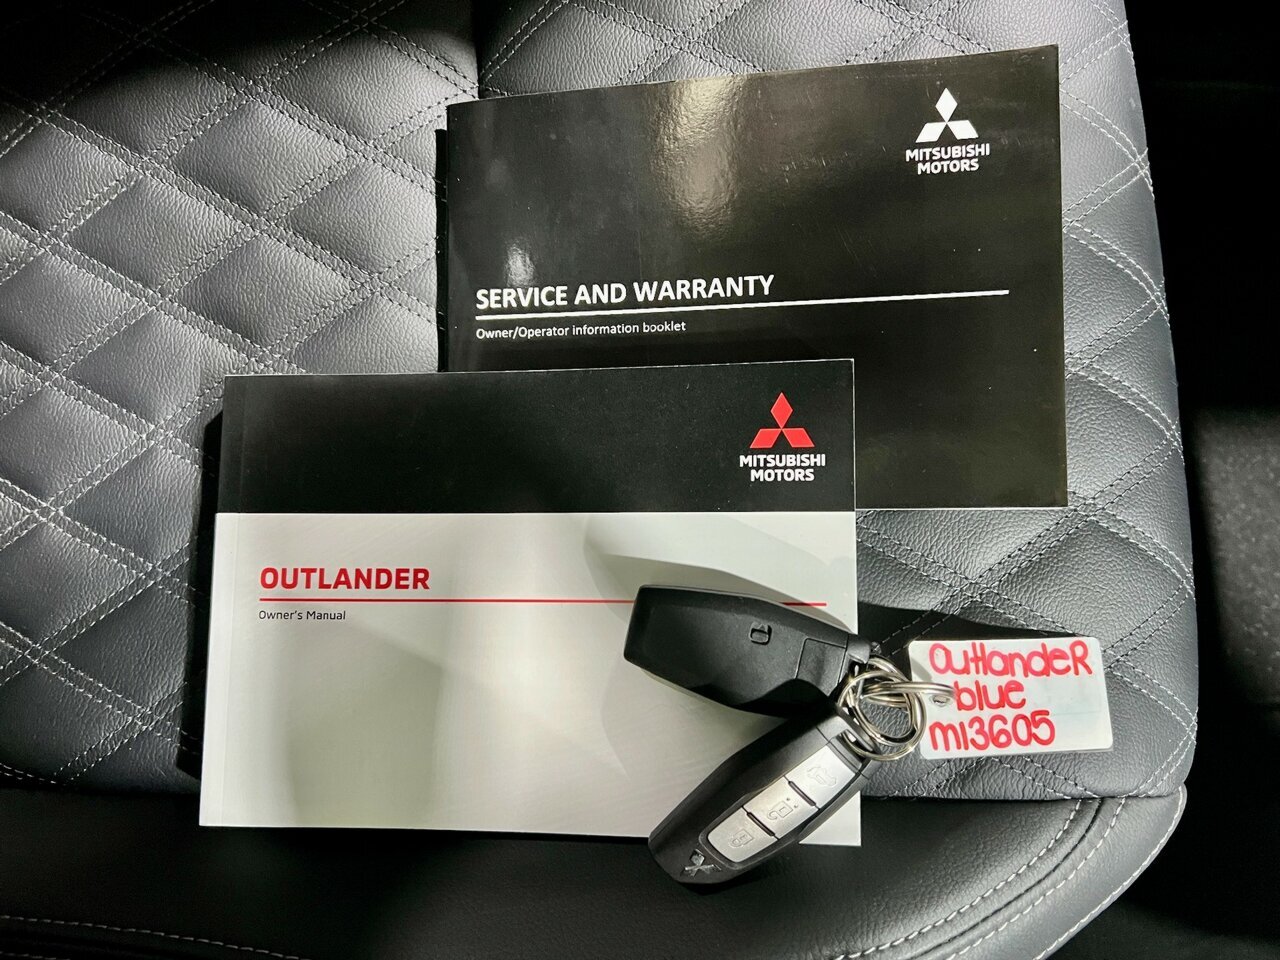 MITSUBISHI
MOTORS
SERVICE AND WARRANTY
Owner/Operator information booklet
MITSUBISHI
MOTORS
OUTLANDER
Owner's Manual
OutlandeR
blue
m13605